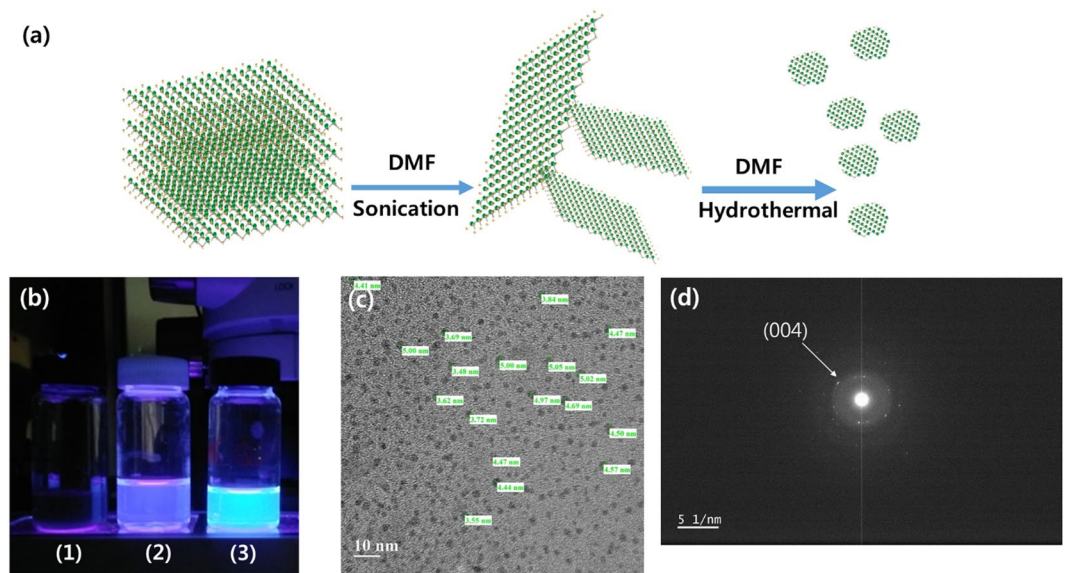 (a)
DMF
Sonication
DMF
Hydrothermal
(b)
LOCK
(1)
(2)
(3)
(c)
4.41 nm
3.84 nm
4.47 nm
3.69 nm
5.00 nm
5.00 nm
5.05 nm
3.48 nm
5.02 nm
3.62 nm
4.97 nm
4.69 nm
3.72 nm
4.50 nm
4.47 nm
4.57 nm
4.44 nm
3.55 nm
10 nm
(d)
(004)
5 1/nm